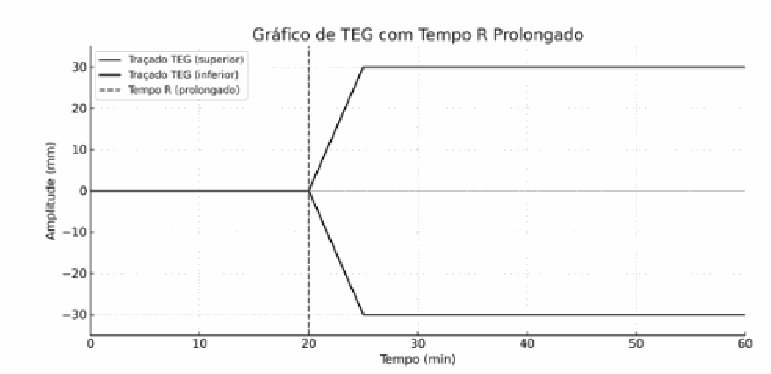 Gráfico de TEG com Tempo R Prolongado
Traçado TEG (superior)
Traçado TEG (inferior)
Tempo R (prolongado)
Amplitude (mm)
30
20
10
0
−10
−20
−30
0 10 20 30 40 50 60
Tempo (min)